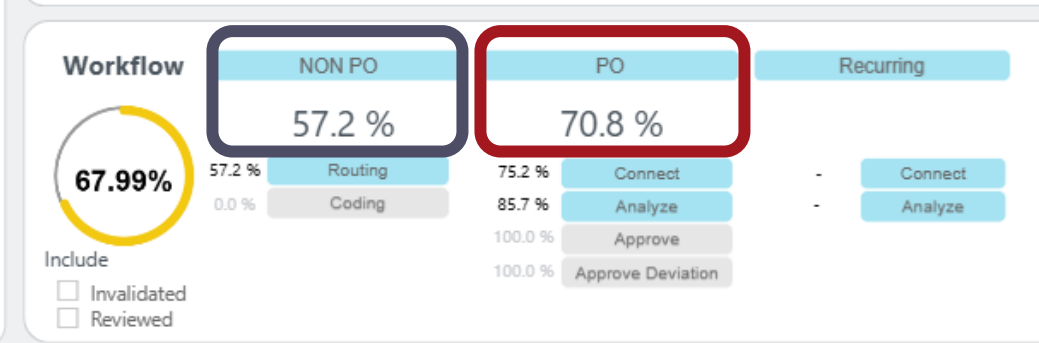 Workflow NON PO PO Recurring
57.2 % 70.8 %
67.99%
57.2 % Routing 75.2 % Connect - Connect
0.0 % Coding 85.7 % Analyze - Analyze
100.0 % Approve
100.0 % Approve Deviation
Include
Invalidated
Reviewed